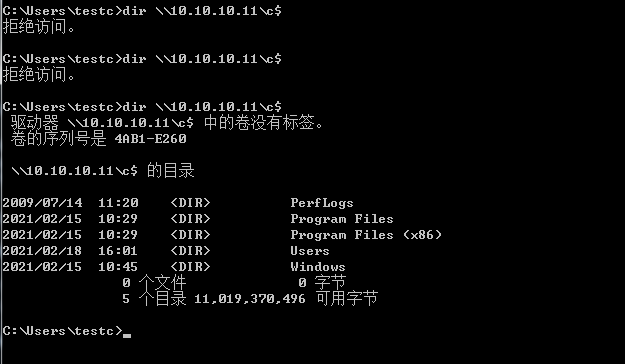 C:\Users\testc>dir \\10.10.10.11\c$
拒绝访问。
C:\Users\testc>dir \\10.10.10.11\c$
拒绝访问。
C:\Users\testc>dir \\10.10.10.11\c$
 驱动器 \\10.10.10.11\c$ 中的卷没有标签。
 卷的序列号是 4AB1-E260
 \\10.10.10.11\c$ 的目录
2009/07/14  11:20    <DIR>          PerfLogs
2021/02/15  10:29    <DIR>          Program Files
2021/02/15  10:29    <DIR>          Program Files (x86)
2021/02/18  16:01    <DIR>          Users
2021/02/15  10:45    <DIR>          Windows
               0 个文件              0 字节
               5 个目录 11,019,370,496 可用字节
C:\Users\testc>_